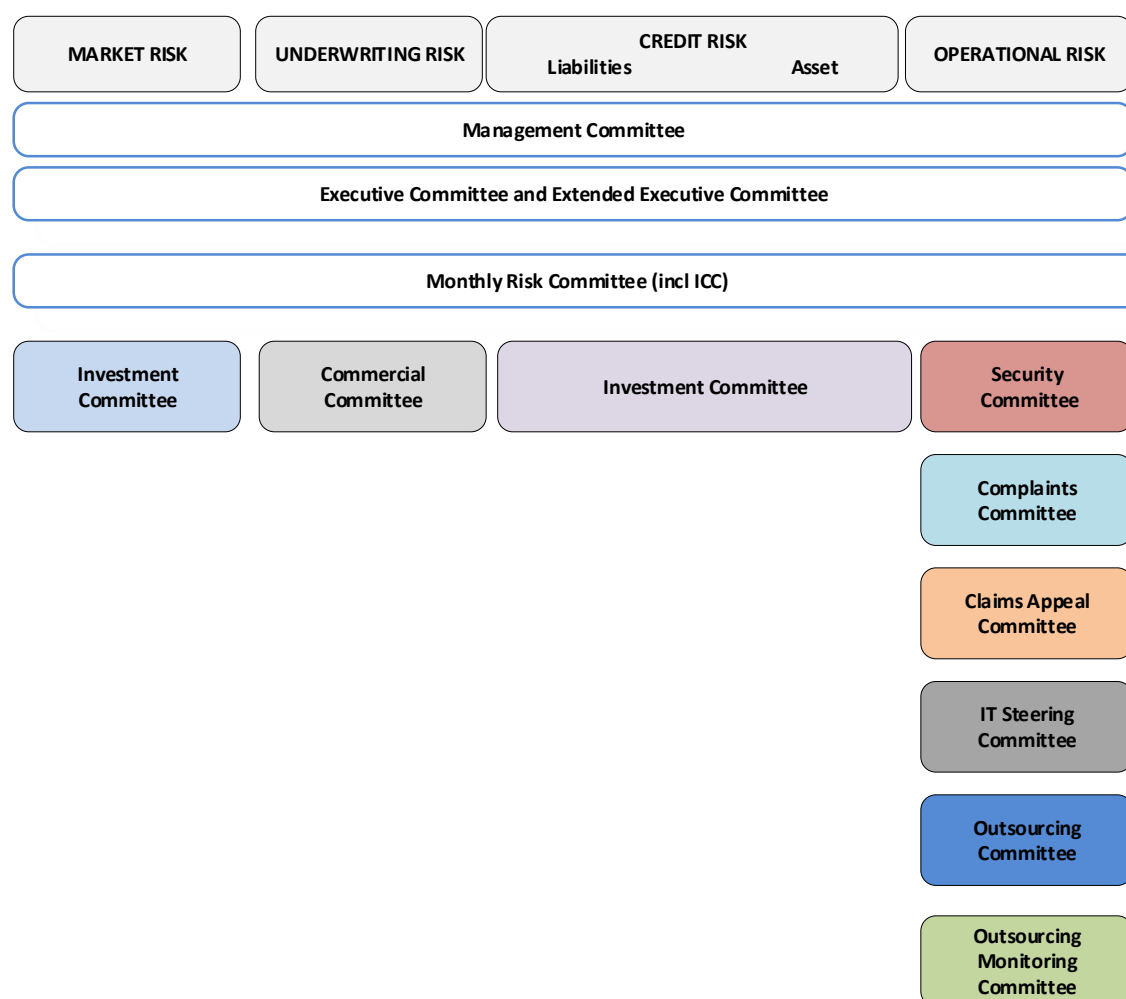 MARKET RISK
UNDERWRITING RISK
CREDIT RISK
Liabilities Asset
OPERATIONAL RISK
Management Committee
Executive Committee and Extended Executive Committee
Monthly Risk Committee (incl ICC)
Investment
Committee
Commercial
Committee
Investment Committee
Security
Committee
Complaints
Committee
Claims Appeal
Committee
IT Steering
Committee
Outsourcing
Committee
Outsourcing
Monitoring
Committee